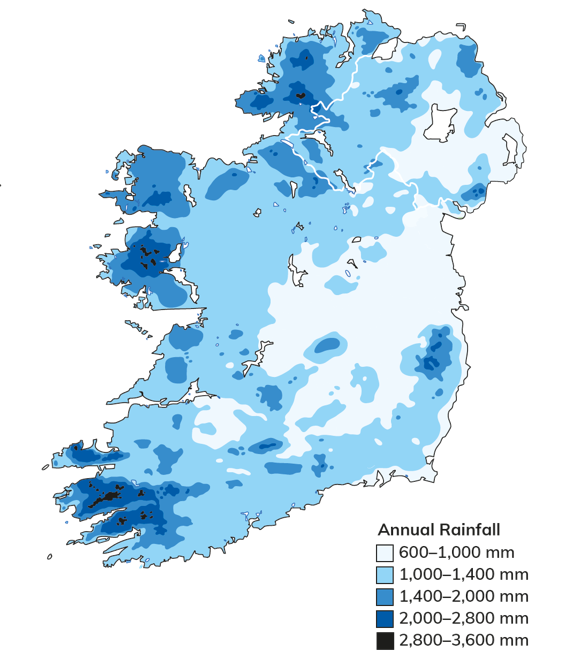 Annual Rainfall
600–1,000 mm
1,000–1,400 mm
1,400–2,000 mm
2,000–2,800 mm
2,800–3,600 mm